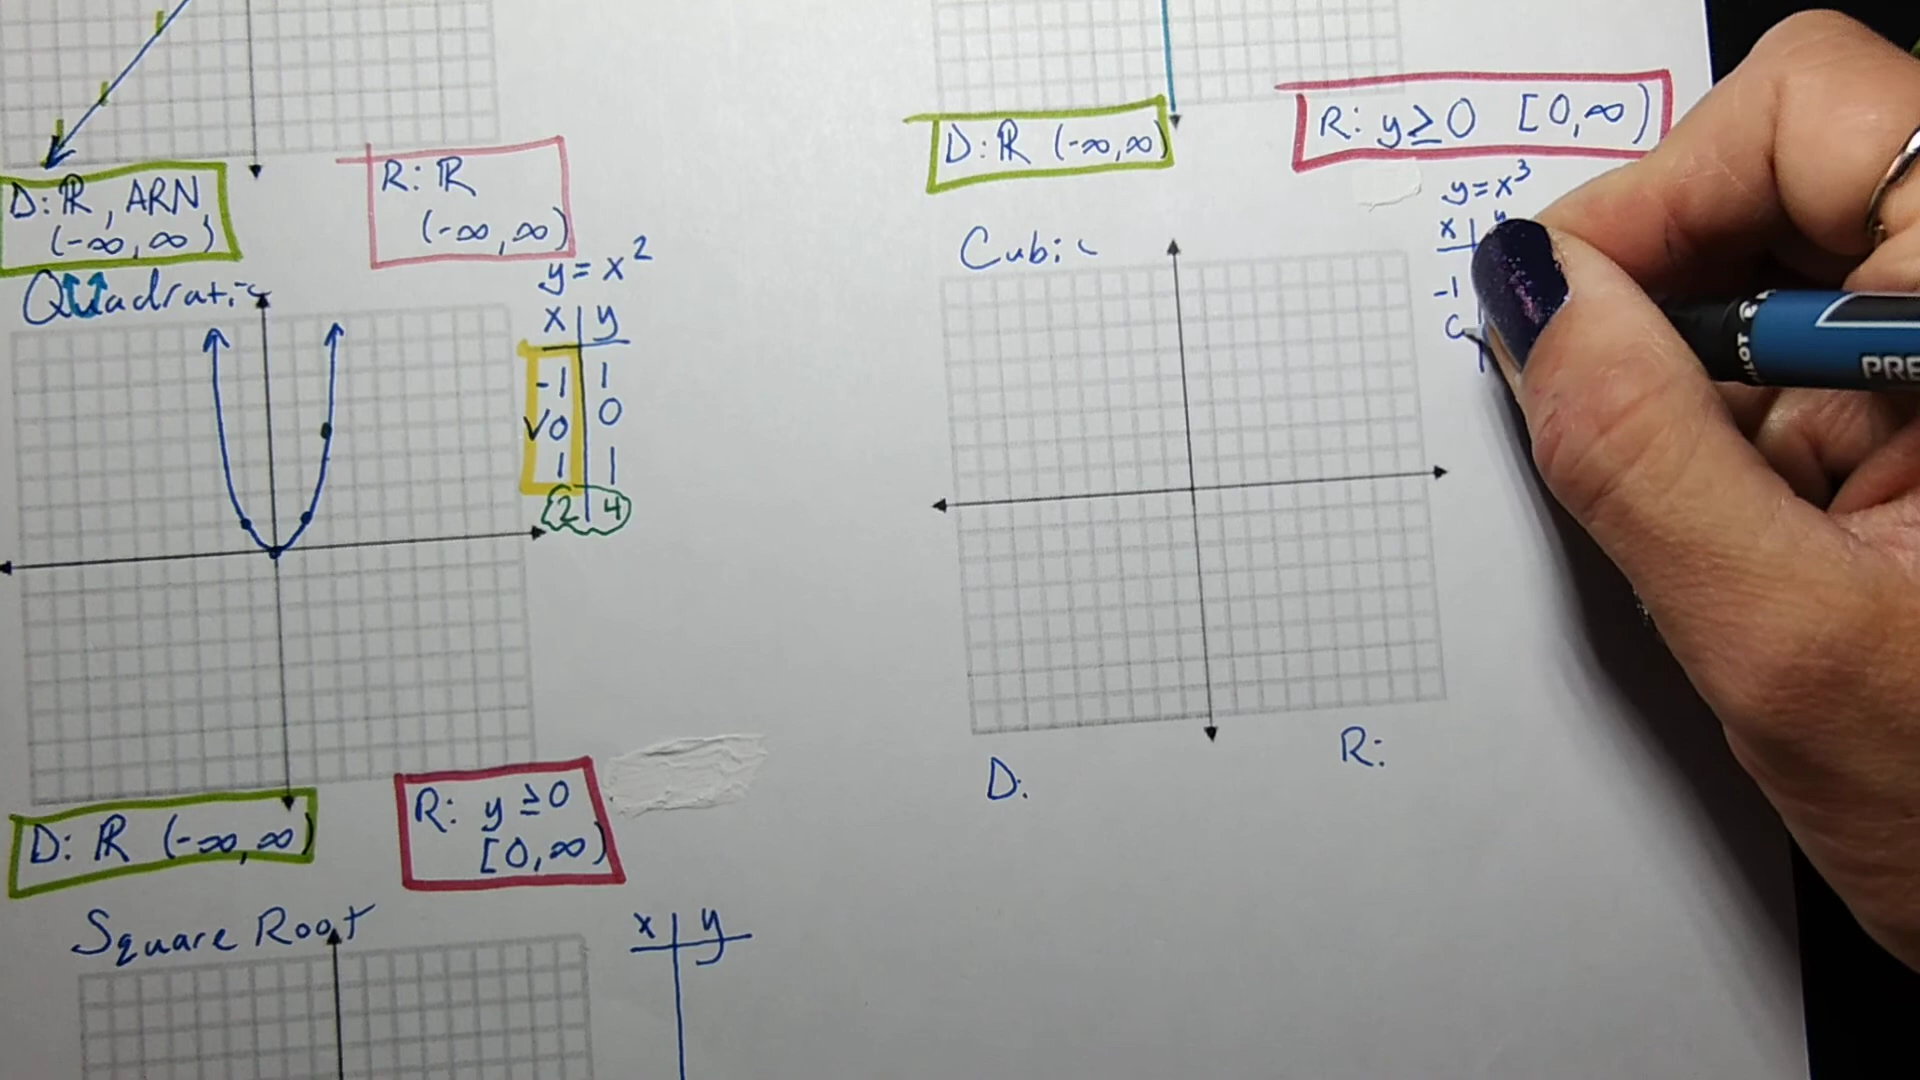 D: ℝ, ARN,
(-∞, ∞)
R: ℝ
(-∞, ∞)
D: ℝ (-∞, ∞)
R: y ≥ 0 [0, ∞)
Quadratic
y = x²
x y
-1 1
√0 0
1 1
2 4
D: ℝ (-∞, ∞)
R: y ≥ 0
[0, ∞)
Cubic
y = x³
x y
-1
D:
R:
Square Root
x y